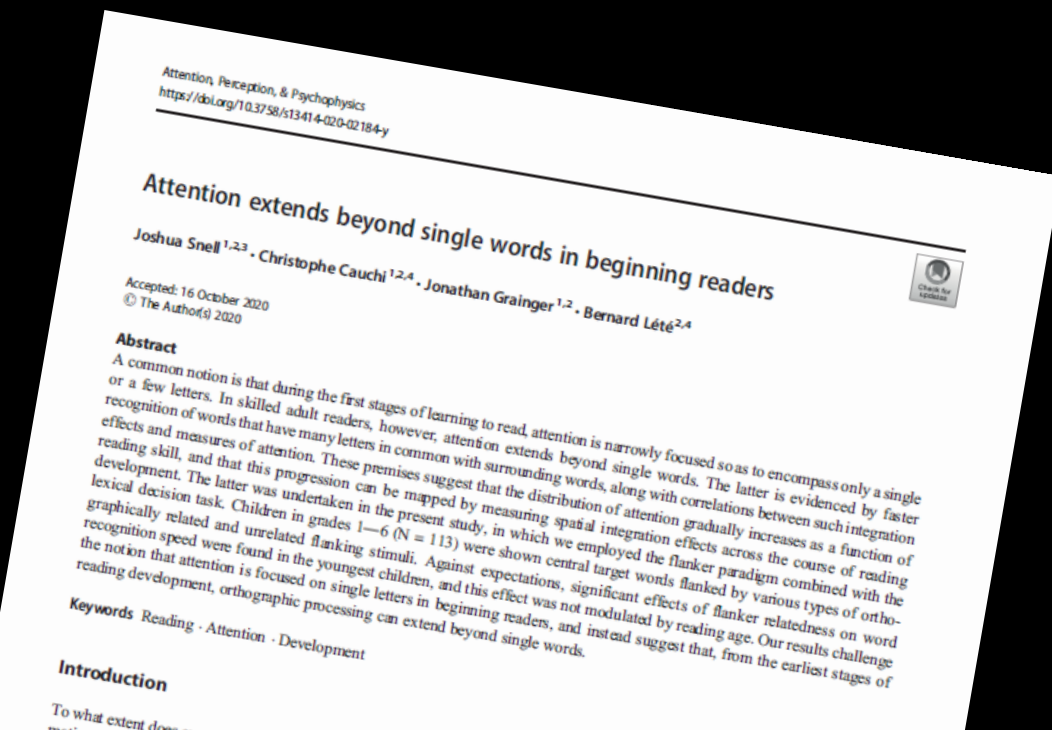 Attention, Perception, & Psychophysics
https://doi.org/10.3758/s13414-020-02184-y
Attention extends beyond single words in beginning readers
Check for
updates
Joshua Snell 1,2,3 · Christophe Cauchi 1,2,4 · Jonathan Grainger 1,2 · Bernard Lété 2,4
Accepted: 16 October 2020
© The Author(s) 2020
Abstract
A common notion is that during the first stages of learning to read, attention is narrowly focused so as to encompass only a single
or a few letters. In skilled adult readers, however, attention extends beyond single words. The latter is evidenced by faster
recognition of words that have many letters in common with surrounding words, along with correlations between such integration
effects and measures of attention. These premises suggest that the distribution of attention gradually increases as a function of
reading skill, and that this progression can be mapped by measuring spatial integration effects across the course of reading
development. The latter was undertaken in the present study, in which we employed the flanker paradigm combined with the
lexical decision task. Children in grades 1—6 (N = 113) were shown central target words flanked by various types of ortho-
graphically related and unrelated flanking stimuli. Against expectations, significant effects of flanker relatedness on word
recognition speed were found in the youngest children, and this effect was not modulated by reading age. Our results challenge
the notion that attention is focused on single letters in beginning readers, and instead suggest that, from the earliest stages of
reading development, orthographic processing can extend beyond single words.
Keywords Reading · Attention · Development
Introduction
To what extent does